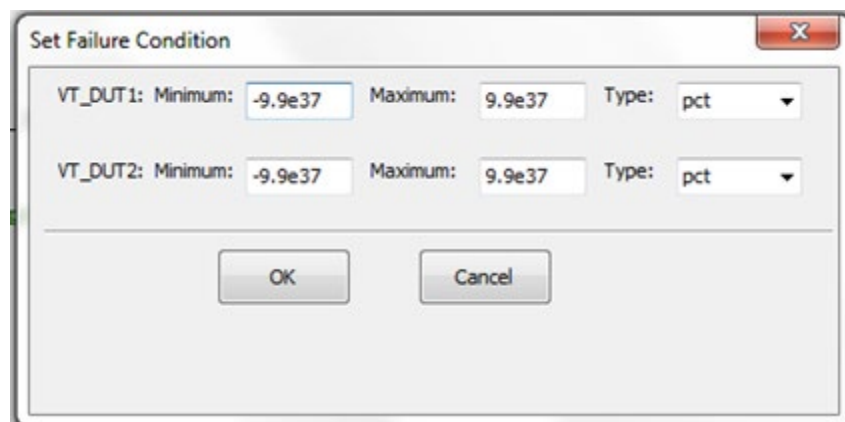 Set Failure Condition
VT_DUT1: Minimum: -9.9e37 Maximum: 9.9e37 Type: pct
VT_DUT2: Minimum: -9.9e37 Maximum: 9.9e37 Type: pct
OK Cancel